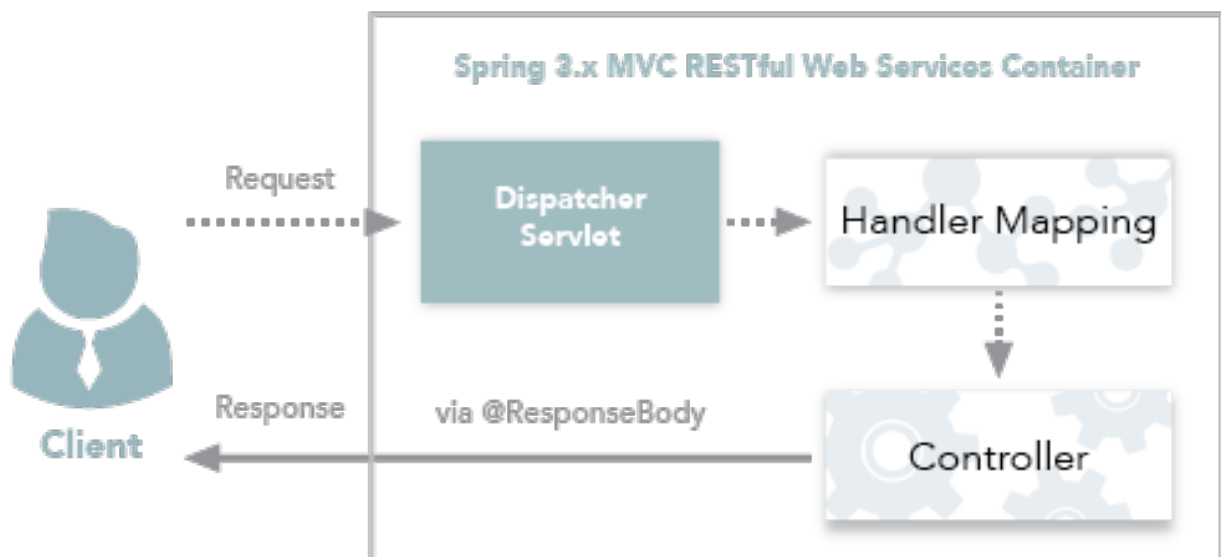 Spring 3.x MVC RESTful Web Services Container
Request
Dispatcher
Servlet
Handler Mapping
Response
via @ResponseBody
Client
Controller